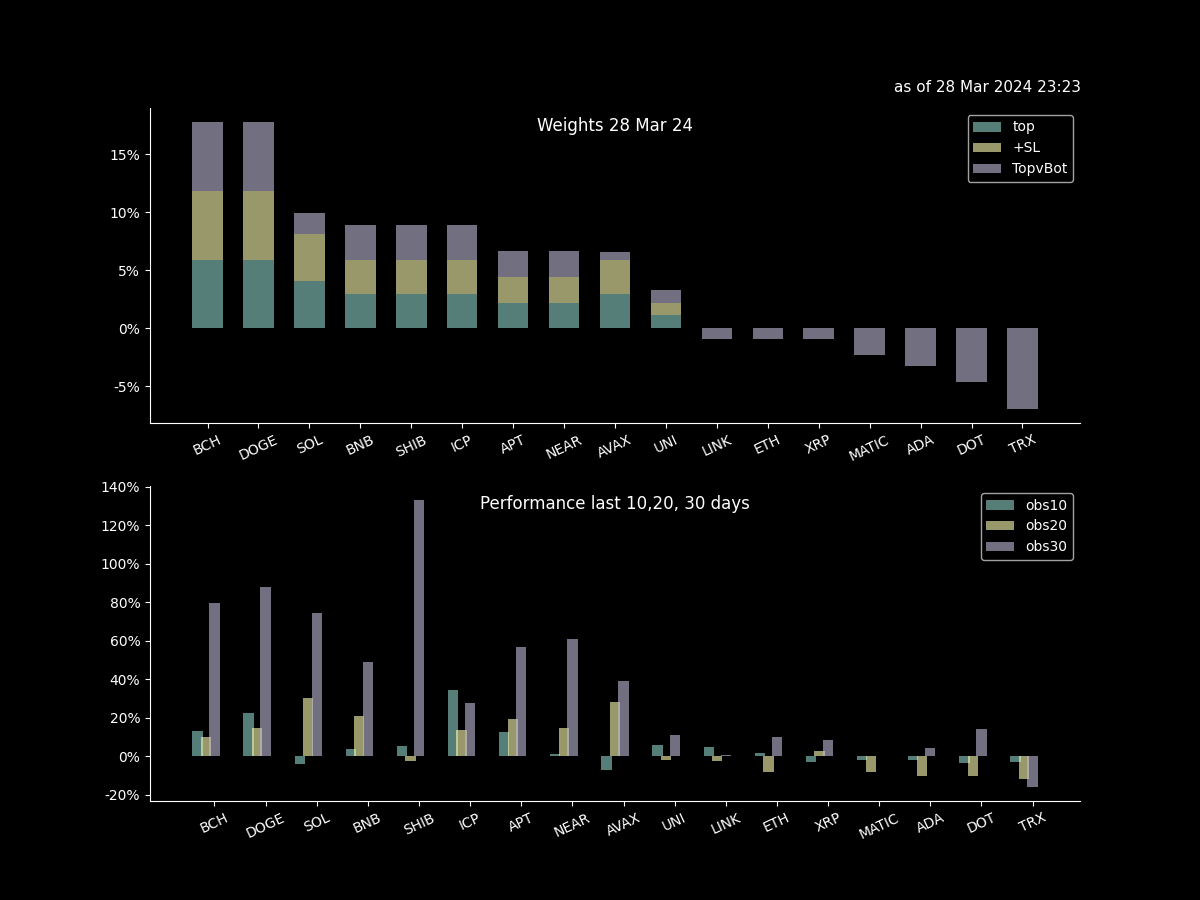 as of 28 Mar 2024 23:23
Weights 28 Mar 24
top
+SL
TopvBot
15%
10%
5%
0%
-5%
BCH DOGE SOL BNB SHIB ICP APT NEAR AVAX UNI LINK ETH XRP MATIC ADA DOT TRX
Performance last 10,20, 30 days
obs10
obs20
obs30
140%
120%
100%
80%
60%
40%
20%
0%
-20%
BCH DOGE SOL BNB SHIB ICP APT NEAR AVAX UNI LINK ETH XRP MATIC ADA DOT TRX